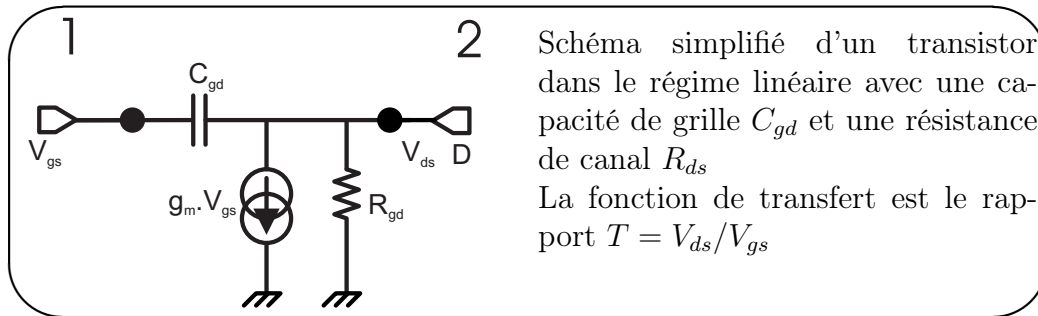 1
2
C_gd
V_gs
V_ds
D
g_m.V_gs
R_gd
Schéma simplifié d'un transistor
dans le régime linéaire avec une ca-
pacité de grille C_gd et une résistance
de canal R_ds
La fonction de transfert est le rap-
port T = V_ds/V_gs